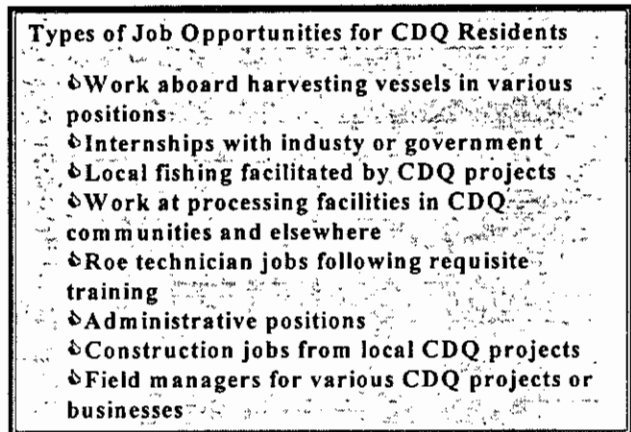 Types of Job Opportunities for CDQ Residents
Work aboard harvesting vessels in various
positions
Internships with industy or government
Local fishing facilitated by CDQ projects
Work at processing facilities in CDQ
communities and elsewhere
Roe technician jobs following requisite
training
Administrative positions
Construction jobs from local CDQ projects
Field managers for various CDQ projects or
businesses